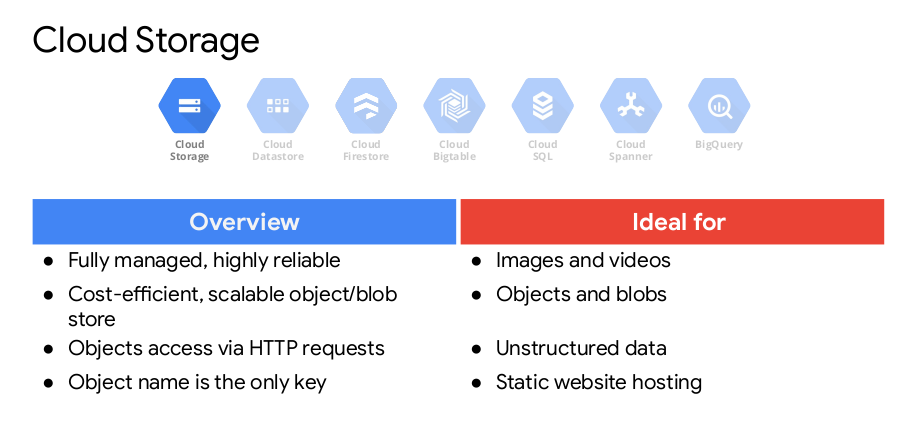 Cloud Storage
Cloud
Storage
Cloud
Datastore
Cloud
Firestore
Cloud
Bigtable
Cloud
SQL
Cloud
Spanner
BigQuery
Overview
● Fully managed, highly reliable
● Cost-efficient, scalable object/blob
store
● Objects access via HTTP requests
● Object name is the only key
Ideal for
● Images and videos
● Objects and blobs
● Unstructured data
● Static website hosting